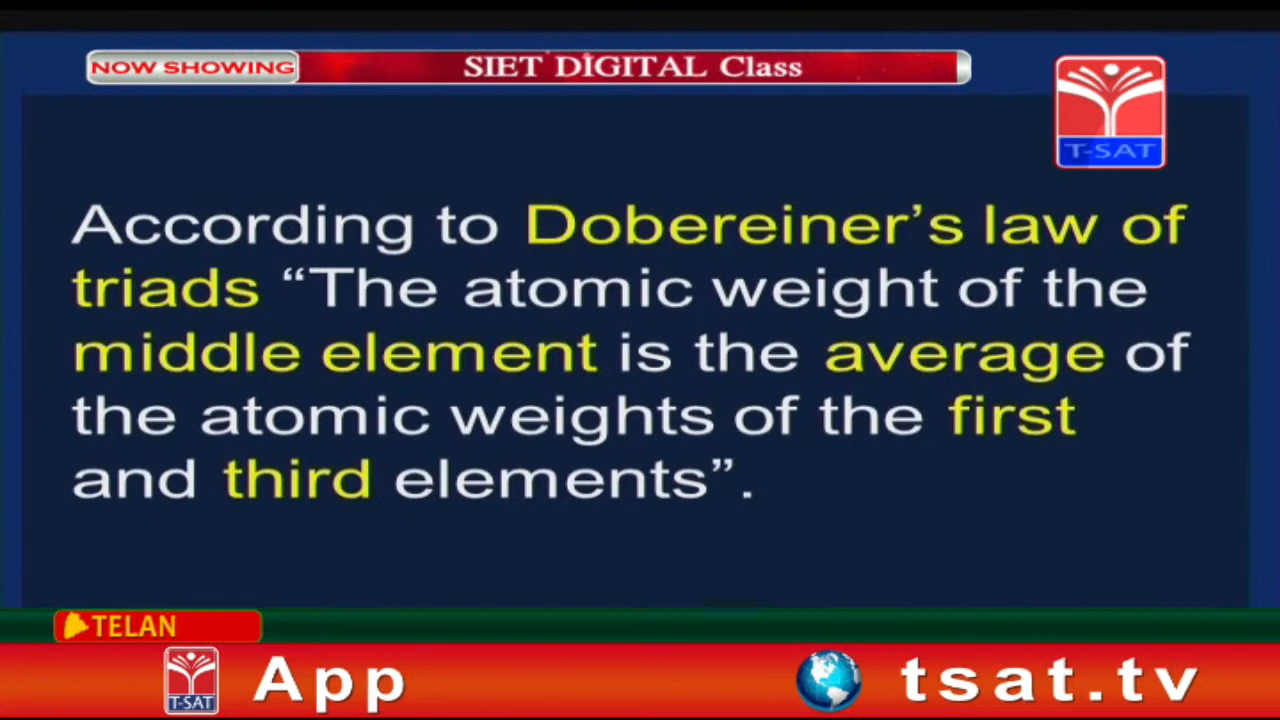 NOW SHOWING
SIET DIGITAL Class
T-SAT
According to Dobereiner’s law of
triads “The atomic weight of the
middle element is the average of
the atomic weights of the first
and third elements”.
TELAN
T-SAT
App
tsat.tv